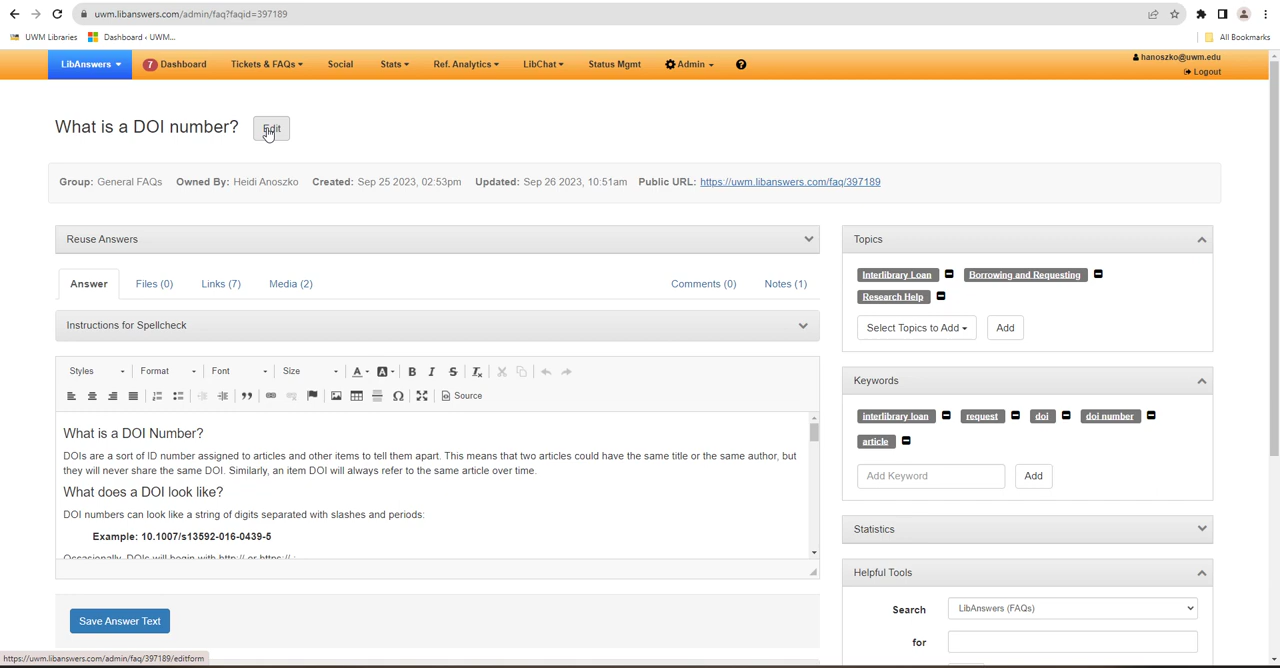 uwm.libanswers.com/admin/faq?faqid=397189
UWM Libraries Dashboard ‹ UWM... All Bookmarks
LibAnswers 7 Dashboard Tickets & FAQs Social Stats Ref. Analytics LibChat Status Mgmt Admin ?
hanoszko@uwm.edu
Logout
What is a DOI number? Edit
Group: General FAQs Owned By: Heidi Anoszko Created: Sep 25 2023, 02:53pm Updated: Sep 26 2023, 10:51am Public URL: https://uwm.libanswers.com/faq/397189
Reuse Answers
Answer Files (0) Links (7) Media (2) Comments (0) Notes (1)
Instructions for Spellcheck
Styles Format Font Size
Source
What is a DOI Number?
DOIs are a sort of ID number assigned to articles and other items to tell them apart. This means that two articles could have the same title or the same author, but
they will never share the same DOI. Similarly, an item DOI will always refer to the same article over time.
What does a DOI look like?
DOI numbers can look like a string of digits separated with slashes and periods:
Example: 10.1007/s13592-016-0439-5
Occasionally, DOIs will begin with http:// or https:// :
Save Answer Text
Topics
Interlibrary Loan Borrowing and Requesting
Research Help
Select Topics to Add Add
Keywords
interlibrary loan request doi doi number
article
Add Keyword Add
Statistics
Helpful Tools
Search LibAnswers (FAQs)
for
https://uwm.libanswers.com/admin/faq/397189/editform